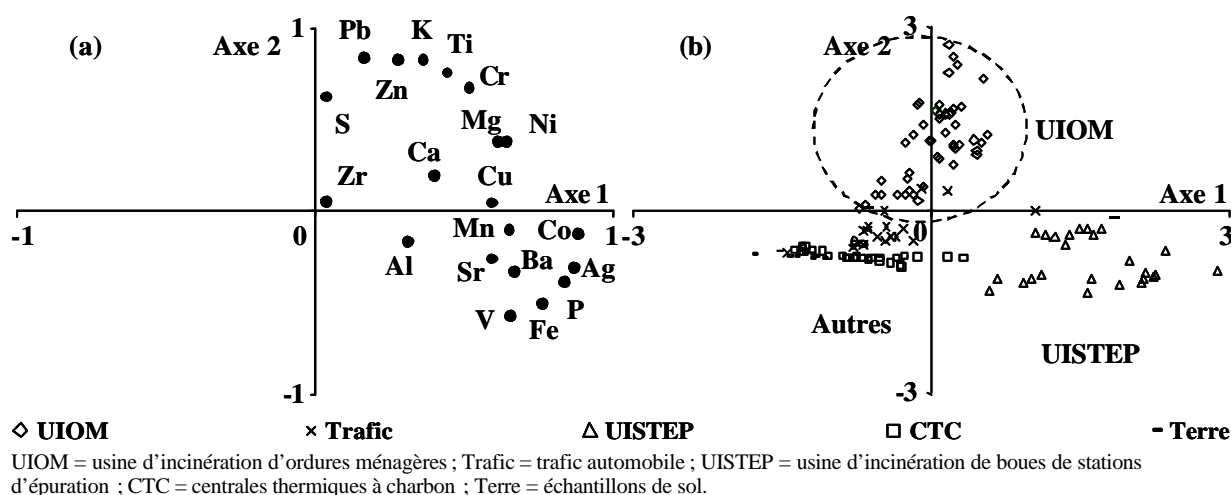 (a) Axe 2 1 Pb K Ti (b) Axe 2 3
Zn Cr
S Mg Ni UIOM
Ca
Zr Cu Axe 1 Axe 1
-1 0 Mn Co 1 -3 0 3
Al Sr Ba Ag
V Fe P Autres
UISTEP
-1 -3
UIOM Trafic UISTEP CTC Terre
UIOM = usine d’incinération d’ordures ménagères ; Trafic = trafic automobile ; UISTEP = usine d’incinération de boues de stations
d’épuration ; CTC = centrales thermiques à charbon ; Terre = échantillons de sol.